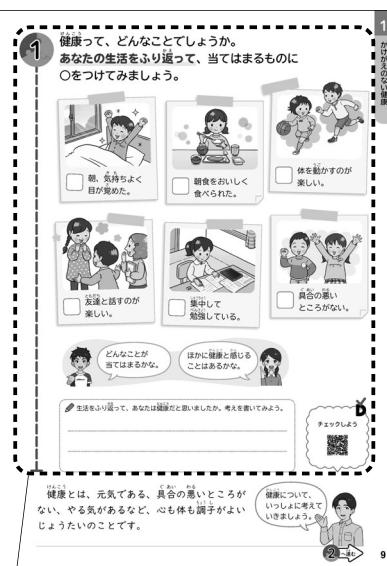 1
健康って、どんなことでしょうか。
あなたの生活をふり返って、当てはまるものに
○をつけてみましょう。
朝、気持ちよく
目が覚めた。
朝食をおいしく
食べられた。
体を動かすのが
楽しい。
友達と話すのが
楽しい。
集中して
勉強している。
具合の悪い
ところがない。
どんなことが
当てはまるかな。
ほかに健康と感じる
ことはあるかな。
生活をふり返って、あなたは健康だと思いましたか。考えを書いてみよう。
D
チェックしよう
健康とは、元気である、具合の悪いところが
ない、やる気があるなど、心も体も調子がよい
じょうたいのことです。
健康について、
いっしょに考えて
いきましょう。
2へ進む
9
1
かけがえのない健康